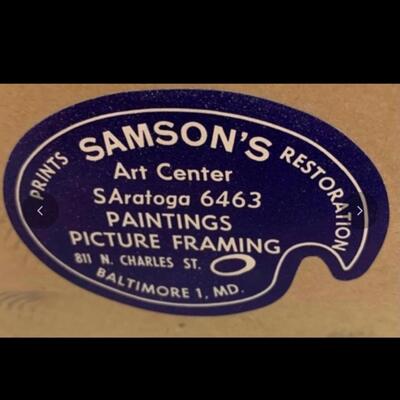 SAMSON'S
PRINTS
RESTORATION
Art Center
SAratoga 6463
PAINTINGS
PICTURE FRAMING
811 N. CHARLES ST.
BALTIMORE 1, MD.